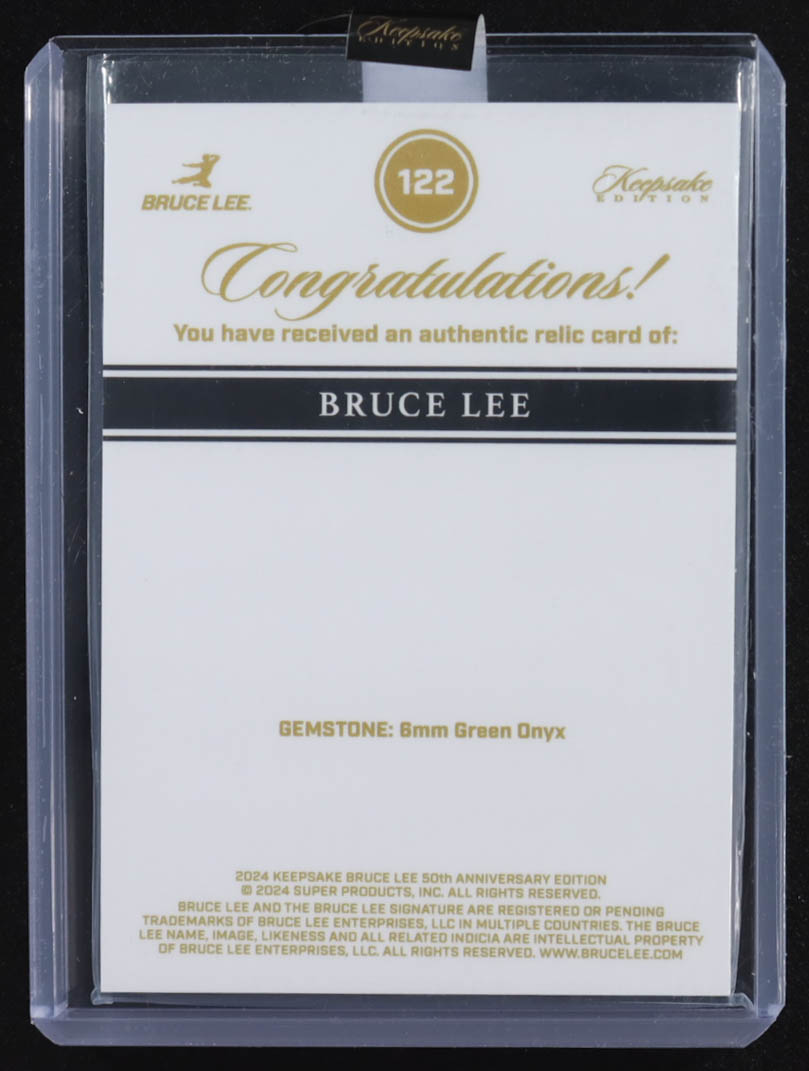 Keepsake
EDITION
122
BRUCE LEE.
Keepsake
EDITION
Congratulations!
You have received an authentic relic card of:
BRUCE LEE
GEMSTONE: 6mm Green Onyx
2024 KEEPSAKE BRUCE LEE 50th ANNIVERSARY EDITION
© 2024 SUPER PRODUCTS, INC. ALL RIGHTS RESERVED.
BRUCE LEE AND THE BRUCE LEE SIGNATURE ARE REGISTERED OR PENDING
TRADEMARKS OF BRUCE LEE ENTERPRISES, LLC IN MULTIPLE COUNTRIES. THE BRUCE
LEE NAME, IMAGE, LIKENESS AND ALL RELATED INDICIA ARE INTELLECTUAL PROPERTY
OF BRUCE LEE ENTERPRISES, LLC. ALL RIGHTS RESERVED. WWW.BRUCELEE.COM